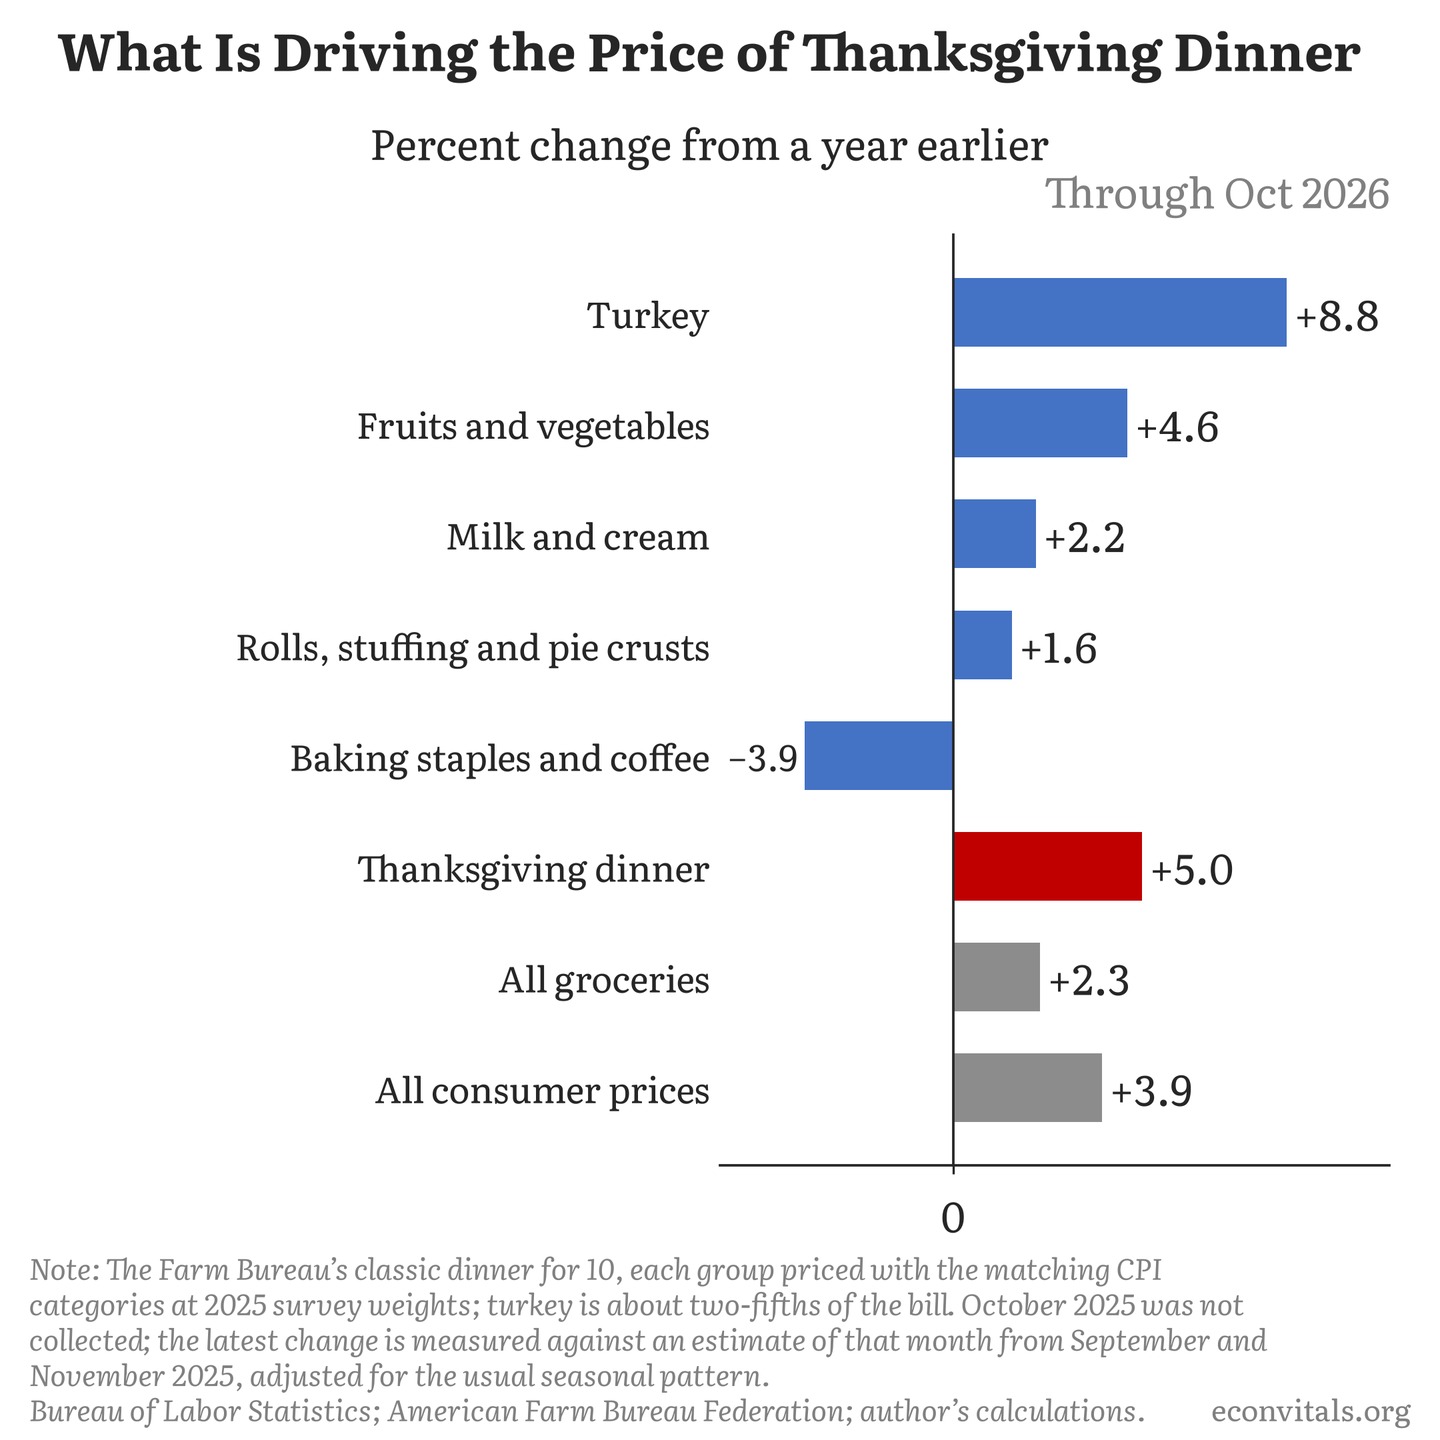 What Is Driving the Price of Thanksgiving Dinner
Percent change from a year earlier
Through Oct 2026
Turkey +8.8
Fruits and vegetables +4.6
Milk and cream +2.2
Rolls, stuffing and pie crusts +1.6
Baking staples and coffee −3.9
Thanksgiving dinner +5.0
All groceries +2.3
All consumer prices +3.9
0
Note: The Farm Bureau’s classic dinner for 10, each group priced with the matching CPI
categories at 2025 survey weights; turkey is about two-fifths of the bill. October 2025 was not
collected; the latest change is measured against an estimate of that month from September and
November 2025, adjusted for the usual seasonal pattern.
Bureau of Labor Statistics; American Farm Bureau Federation; author’s calculations. econvitals.org